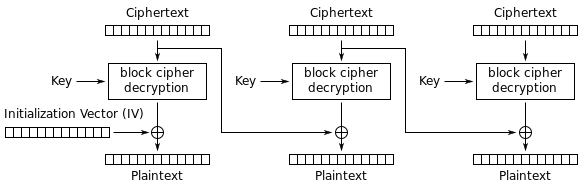 Ciphertext
Ciphertext
Ciphertext
Key
block cipher
decryption
Key
block cipher
decryption
Key
block cipher
decryption
Initialization Vector (IV)
Plaintext
Plaintext
Plaintext